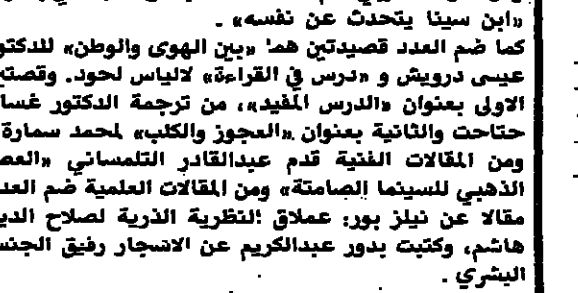 «ابن سينا يتحدث عن نفسه» .
كما ضم العدد قصيدتين هما «بين الهوى والوطن» للدكتو
عيسى درويش و «درس في القراءة» لالياس لحود. وقصتي
الاولى بعنوان «الدرس المفيد»، من ترجمة الدكتور غسا
حتاحت والثانية بعنوان «العجوز والكلب» لمحمد سمارة
ومن المقالات الفنية قدم عبدالقادر التلمساني «العص
الذهبي للسينما الصامتة» ومن المقالات العلمية ضم العد
مقالا عن نيلز بور: عملاق النظرية الذرية لصلاح الدي
هاشم، وكتبت بدور عبدالكريم عن الاشجار رفيق الجنس
البشري .